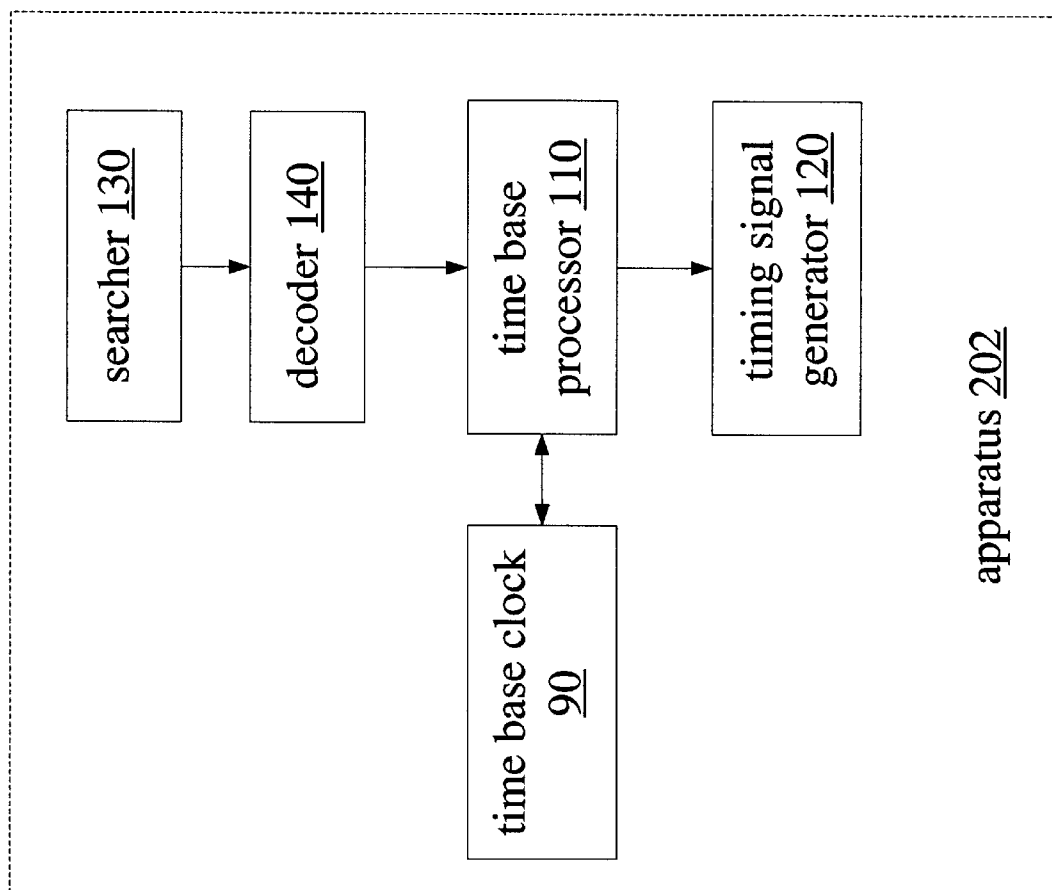 searcher 130
decoder 140
time base
processor 110
timing signal
generator 120
time base clock
90
apparatus 202